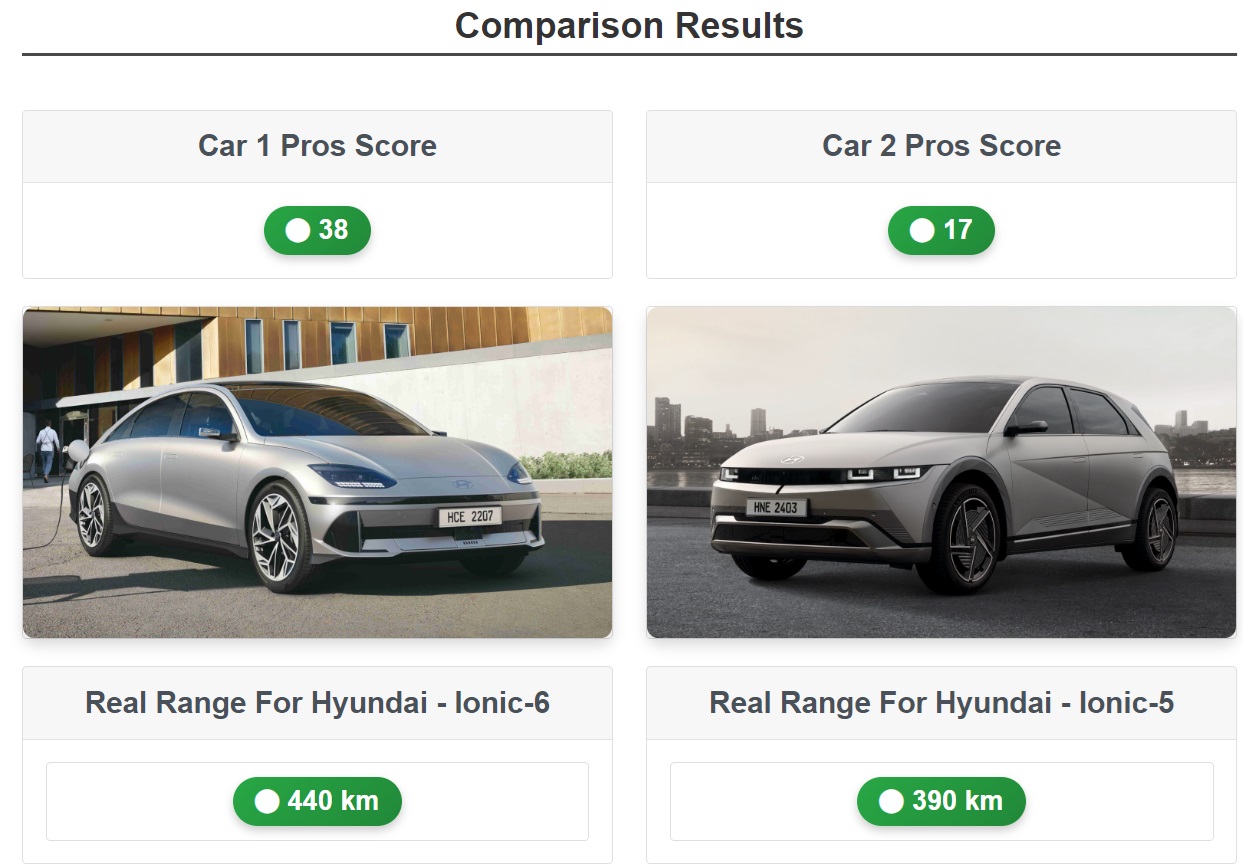 Comparison Results
Car 1 Pros Score
Car 2 Pros Score
38
17
HCE 2207
HNE 2403
Real Range For Hyundai - Ionic-6
Real Range For Hyundai - Ionic-5
440 km
390 km